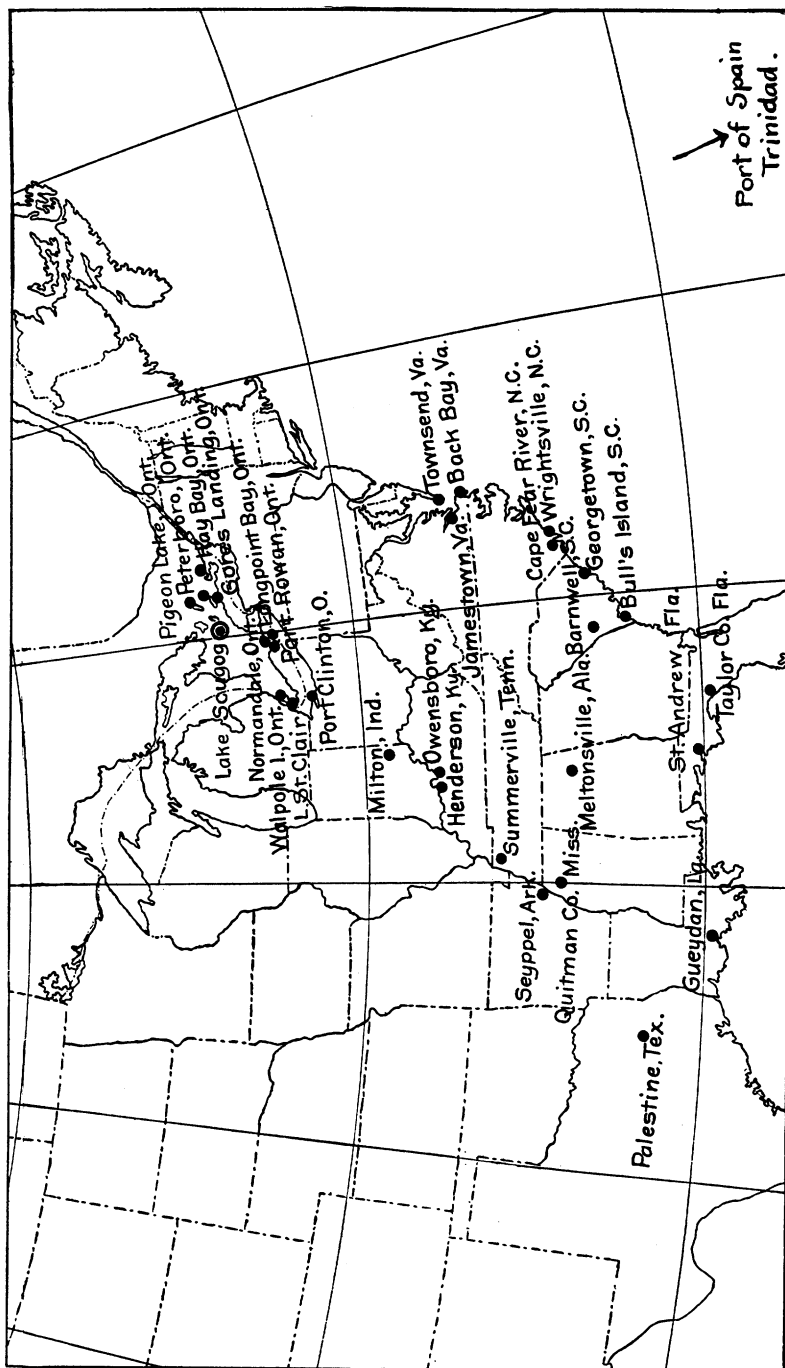 Port of Spain
Trinidad.
Pigeon Lake, Ont.
Peterboro, Ont.
Hay Bay, Ont.
Gores Landing, Ont.
Lake Scugog
Longpoint Bay, Ont.
Normandale, Ont.
Port Rowan, Ont.
Walpole I., Ont.
L. St. Clair
Port Clinton, O.
Milton, Ind.
Owensboro, Ky.
Henderson, Ky.
Townsend, Va.
Back Bay, Va.
Jamestown, Va.
Summerville, Tenn.
Cape Fear River, N.C.
Wrightsville, N.C.
Seyppel, Ark.
Quitman Co. Miss.
Meltonsville, Ala.
Barnwell, S.C.
Georgetown, S.C.
Bull's Island, S.C.
Palestine, Tex.
Gueydan, La.
St. Andrew, Fla.
Taylor Co. Fla.